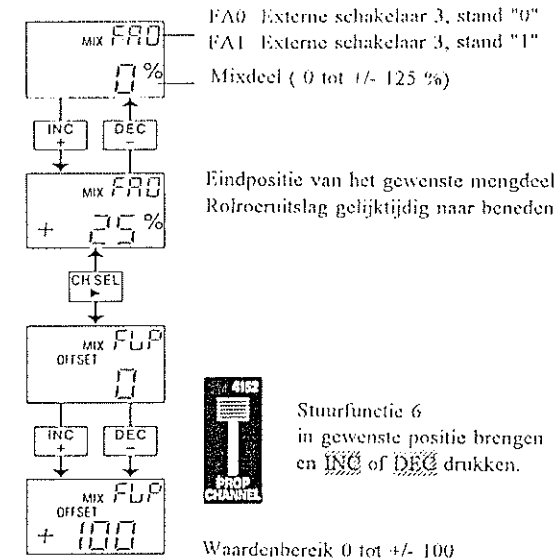 FA0 Externe schakelaar 3, stand "0"
MIX FA0
FA1 Externe schakelaar 3, stand "1"
0 %
Mixdeel ( 0 tot +/- 125 %)
INC
+
DEC
−
MIX FA0
+ 25 %
Eindpositie van het gewenste mengdeel
Rolroeruitslag gelijktijdig naar beneden
CH SEL
►
MIX FLP
OFFSET
0
INC
+
DEC
−
4152
PROP
CHANNEL
Stuurfunctie 6
in gewenste positie brengen
en INC of DEC drukken.
MIX FLP
OFFSET
+ 100
Waardenbereik 0 tot +/- 100